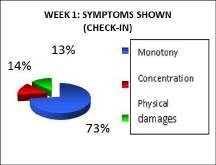 WEEK 1: SYMPTOMS SHOWN
(CHECK-IN)
13%
14%
73%
Monotony
Concentration
Physical
damages